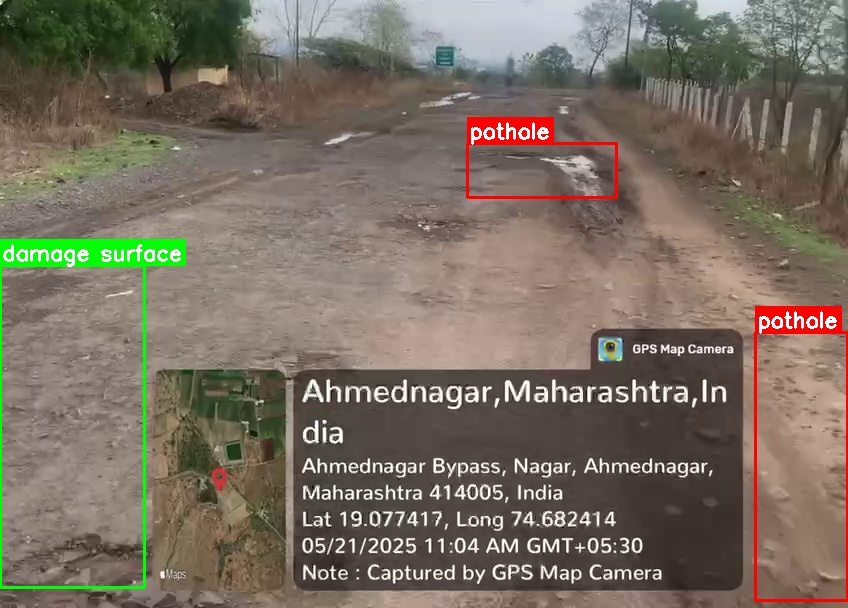 pothole
damage surface
pothole
GPS Map Camera
Ahmednagar,Maharashtra,In
dia
Ahmednagar Bypass, Nagar, Ahmednagar,
Maharashtra 414005, India
Lat 19.077417, Long 74.682414
05/21/2025 11:04 AM GMT+05:30
Note : Captured by GPS Map Camera
Maps